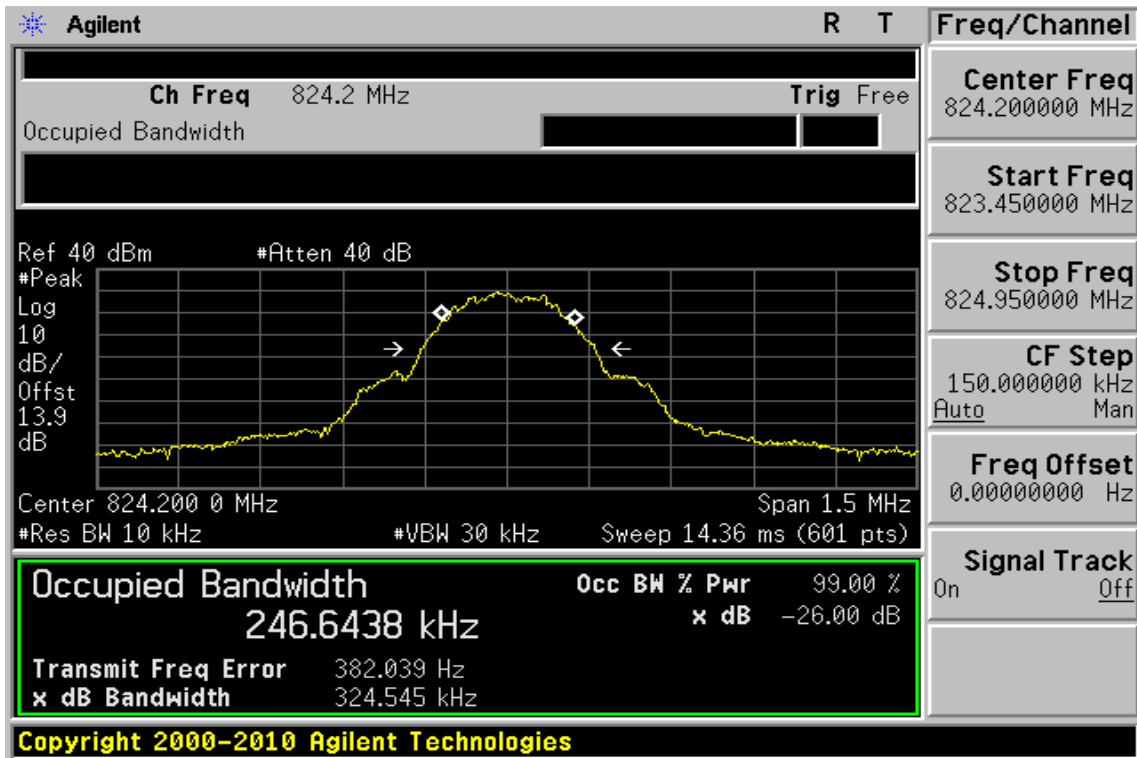 Agilent R T Freq/Channel
Ch Freq 824.2 MHz Trig Free
Occupied Bandwidth
Center Freq
824.200000 MHz
Start Freq
823.450000 MHz
Stop Freq
824.950000 MHz
CF Step
150.000000 kHz
Auto Man
Freq Offset
0.00000000 Hz
Signal Track
On Off
Ref 40 dBm #Atten 40 dB
#Peak
Log
10
dB/
Offst
13.9
dB
Center 824.200 0 MHz Span 1.5 MHz
#Res BW 10 kHz #VBW 30 kHz Sweep 14.36 ms (601 pts)
Occupied Bandwidth Occ BW % Pwr 99.00 %
246.6438 kHz x dB -26.00 dB
Transmit Freq Error 382.039 Hz
x dB Bandwidth 324.545 kHz
Copyright 2000-2010 Agilent Technologies